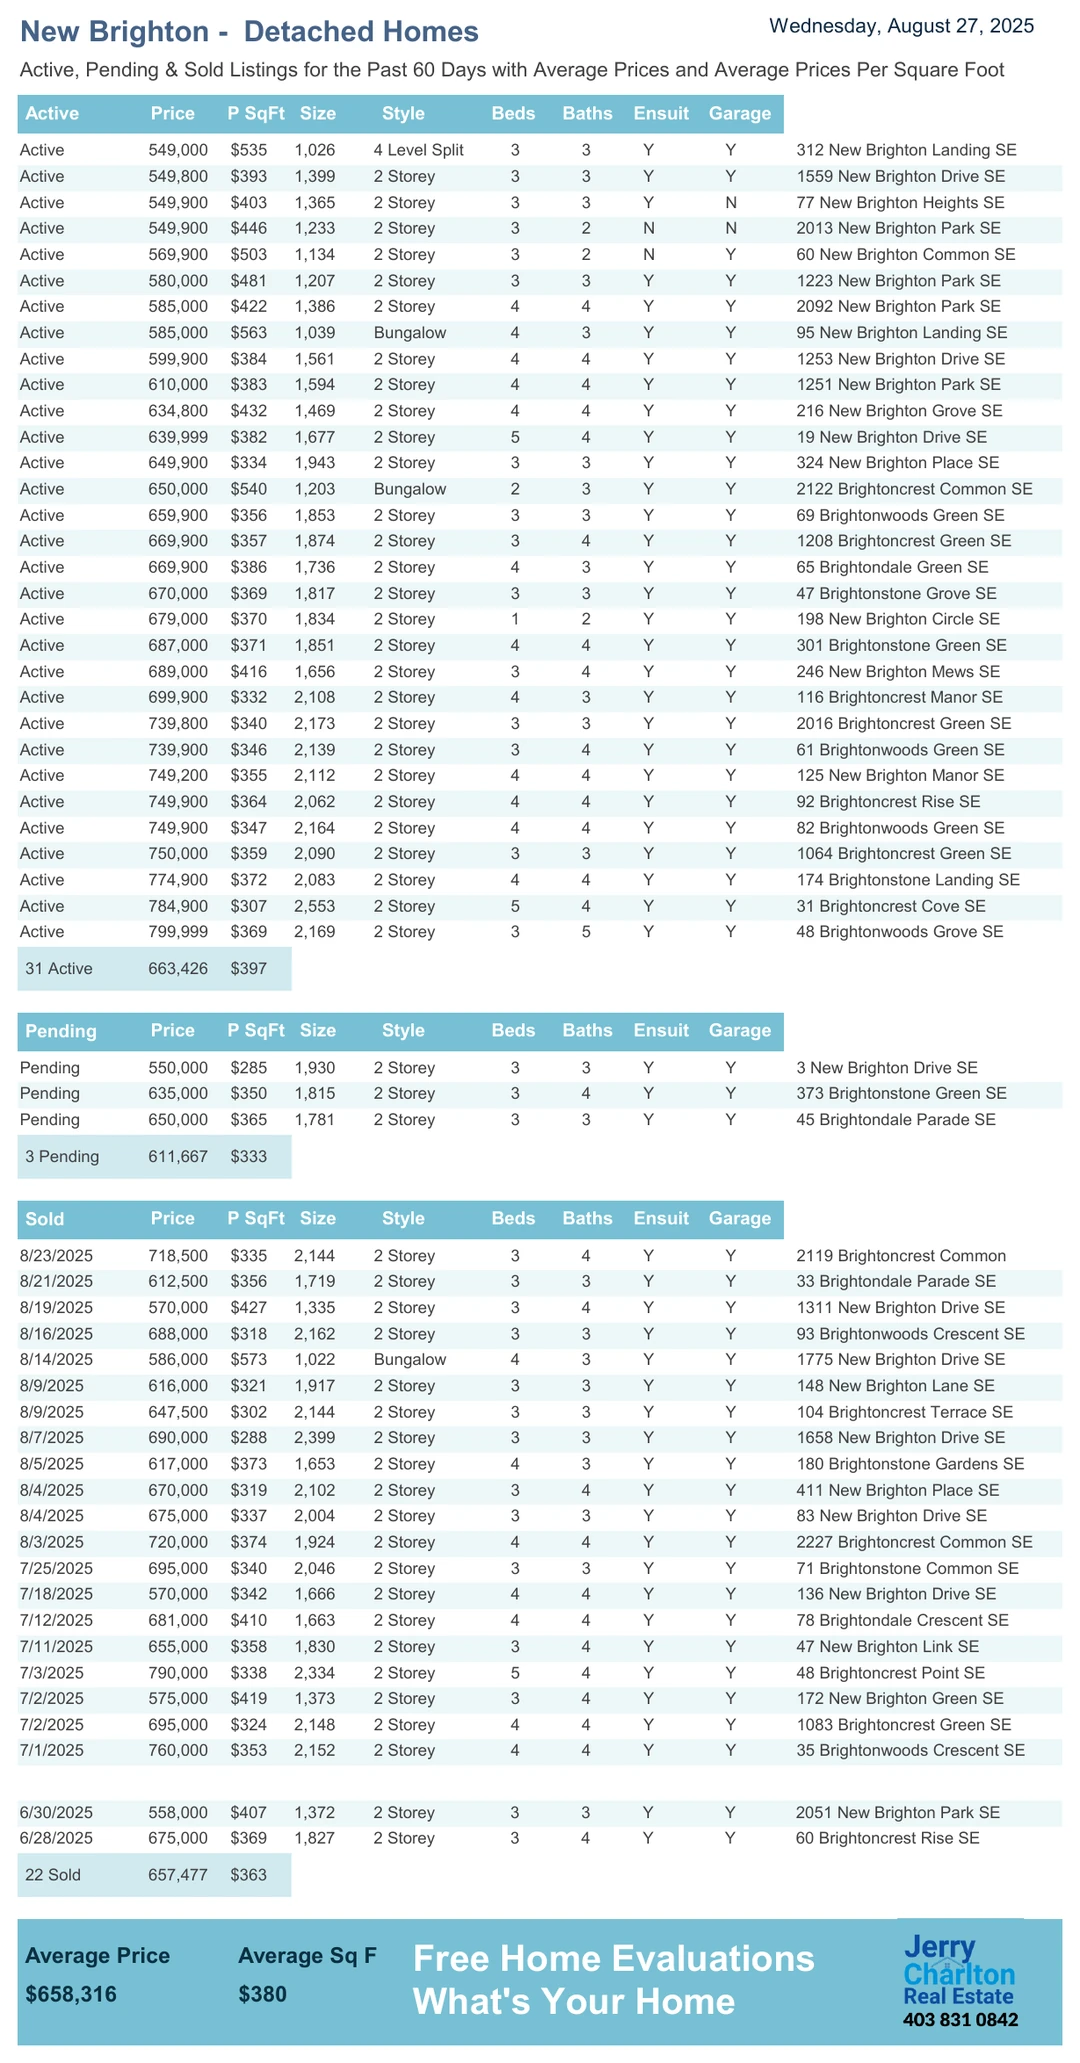 New Brighton - Detached Homes
Wednesday, August 27, 2025
Active, Pending & Sold Listings for the Past 60 Days with Average Prices and Average Prices Per Square Foot
Active Price P SqFt Size Style Beds Baths Ensuit Garage
Active 549,000 $535 1,026 4 Level Split 3 3 Y Y 312 New Brighton Landing SE
Active 549,800 $393 1,399 2 Storey 3 3 Y Y 1559 New Brighton Drive SE
Active 549,900 $403 1,365 2 Storey 3 3 Y N 77 New Brighton Heights SE
Active 549,900 $446 1,233 2 Storey 3 2 N N 2013 New Brighton Park SE
Active 569,900 $503 1,134 2 Storey 3 2 N Y 60 New Brighton Common SE
Active 580,000 $481 1,207 2 Storey 3 3 Y Y 1223 New Brighton Park SE
Active 585,000 $422 1,386 2 Storey 4 4 Y Y 2092 New Brighton Park SE
Active 585,000 $563 1,039 Bungalow 4 3 Y Y 95 New Brighton Landing SE
Active 599,900 $384 1,561 2 Storey 4 4 Y Y 1253 New Brighton Drive SE
Active 610,000 $383 1,594 2 Storey 4 4 Y Y 1251 New Brighton Park SE
Active 634,800 $432 1,469 2 Storey 4 4 Y Y 216 New Brighton Grove SE
Active 639,999 $382 1,677 2 Storey 5 4 Y Y 19 New Brighton Drive SE
Active 649,900 $334 1,943 2 Storey 3 3 Y Y 324 New Brighton Place SE
Active 650,000 $540 1,203 Bungalow 2 3 Y Y 2122 Brightoncrest Common SE
Active 659,900 $356 1,853 2 Storey 3 3 Y Y 69 Brightonwoods Green SE
Active 669,900 $357 1,874 2 Storey 3 4 Y Y 1208 Brightoncrest Green SE
Active 669,900 $386 1,736 2 Storey 4 3 Y Y 65 Brightondale Green SE
Active 670,000 $369 1,817 2 Storey 3 3 Y Y 47 Brightonstone Grove SE
Active 679,000 $370 1,834 2 Storey 1 2 Y Y 198 New Brighton Circle SE
Active 687,000 $371 1,851 2 Storey 4 4 Y Y 301 Brightonstone Green SE
Active 689,000 $416 1,656 2 Storey 3 4 Y Y 246 New Brighton Mews SE
Active 699,900 $332 2,108 2 Storey 4 3 Y Y 116 Brightoncrest Manor SE
Active 739,800 $340 2,173 2 Storey 3 3 Y Y 2016 Brightoncrest Green SE
Active 739,900 $346 2,139 2 Storey 3 4 Y Y 61 Brightonwoods Green SE
Active 749,200 $355 2,112 2 Storey 4 4 Y Y 125 New Brighton Manor SE
Active 749,900 $364 2,062 2 Storey 4 4 Y Y 92 Brightoncrest Rise SE
Active 749,900 $347 2,164 2 Storey 4 4 Y Y 82 Brightonwoods Green SE
Active 750,000 $359 2,090 2 Storey 3 3 Y Y 1064 Brightoncrest Green SE
Active 774,900 $372 2,083 2 Storey 4 4 Y Y 174 Brightonstone Landing SE
Active 784,900 $307 2,553 2 Storey 5 4 Y Y 31 Brightoncrest Cove SE
Active 799,999 $369 2,169 2 Storey 3 5 Y Y 48 Brightonwoods Grove SE
31 Active 663,426 $397
Pending Price P SqFt Size Style Beds Baths Ensuit Garage
Pending 550,000 $285 1,930 2 Storey 3 3 Y Y 3 New Brighton Drive SE
Pending 635,000 $350 1,815 2 Storey 3 4 Y Y 373 Brightonstone Green SE
Pending 650,000 $365 1,781 2 Storey 3 3 Y Y 45 Brightondale Parade SE
3 Pending 611,667 $333
Sold Price P SqFt Size Style Beds Baths Ensuit Garage
8/23/2025 718,500 $335 2,144 2 Storey 3 4 Y Y 2119 Brightoncrest Common
8/21/2025 612,500 $356 1,719 2 Storey 3 3 Y Y 33 Brightondale Parade SE
8/19/2025 570,000 $427 1,335 2 Storey 3 4 Y Y 1311 New Brighton Drive SE
8/16/2025 688,000 $318 2,162 2 Storey 3 3 Y Y 93 Brightonwoods Crescent SE
8/14/2025 586,000 $573 1,022 Bungalow 4 3 Y Y 1775 New Brighton Drive SE
8/9/2025 616,000 $321 1,917 2 Storey 3 3 Y Y 148 New Brighton Lane SE
8/9/2025 647,500 $302 2,144 2 Storey 3 3 Y Y 104 Brightoncrest Terrace SE
8/7/2025 690,000 $288 2,399 2 Storey 3 3 Y Y 1658 New Brighton Drive SE
8/5/2025 617,000 $373 1,653 2 Storey 4 3 Y Y 180 Brightonstone Gardens SE
8/4/2025 670,000 $319 2,102 2 Storey 3 4 Y Y 411 New Brighton Place SE
8/4/2025 675,000 $337 2,004 2 Storey 3 3 Y Y 83 New Brighton Drive SE
8/3/2025 720,000 $374 1,924 2 Storey 4 4 Y Y 2227 Brightoncrest Common SE
7/25/2025 695,000 $340 2,046 2 Storey 3 3 Y Y 71 Brightonstone Common SE
7/18/2025 570,000 $342 1,666 2 Storey 4 4 Y Y 136 New Brighton Drive SE
7/12/2025 681,000 $410 1,663 2 Storey 4 4 Y Y 78 Brightondale Crescent SE
7/11/2025 655,000 $358 1,830 2 Storey 3 4 Y Y 47 New Brighton Link SE
7/3/2025 790,000 $338 2,334 2 Storey 5 4 Y Y 48 Brightoncrest Point SE
7/2/2025 575,000 $419 1,373 2 Storey 3 4 Y Y 172 New Brighton Green SE
7/2/2025 695,000 $324 2,148 2 Storey 4 4 Y Y 1083 Brightoncrest Green SE
7/1/2025 760,000 $353 2,152 2 Storey 4 4 Y Y 35 Brightonwoods Crescent SE
6/30/2025 558,000 $407 1,372 2 Storey 3 3 Y Y 2051 New Brighton Park SE
6/28/2025 675,000 $369 1,827 2 Storey 3 4 Y Y 60 Brightoncrest Rise SE
22 Sold 657,477 $363
Average Price Average Sq F
$658,316 $380
Free Home Evaluations
What's Your Home
Jerry
Charlton
Real Estate
403 831 0842